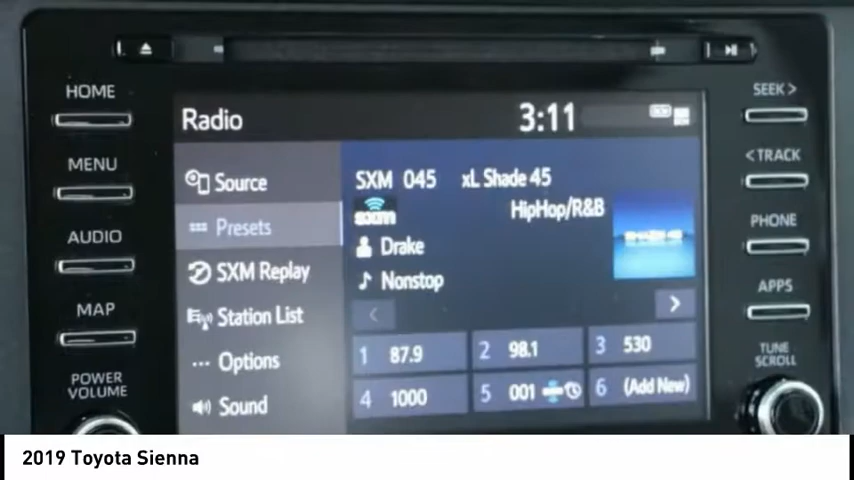 HOME
MENU
AUDIO
MAP
POWER
VOLUME
Radio
3:11
Source
Presets
SXM Replay
Station List
Options
Sound
SXM 045 xL Shade 45
sxm
HipHop/R&B
Drake
Nonstop
1 87.9
2 98.1
3 530
4 1000
5 001
6 (Add New)
SEEK >
< TRACK
PHONE
APPS
TUNE
SCROLL
2019 Toyota Sienna